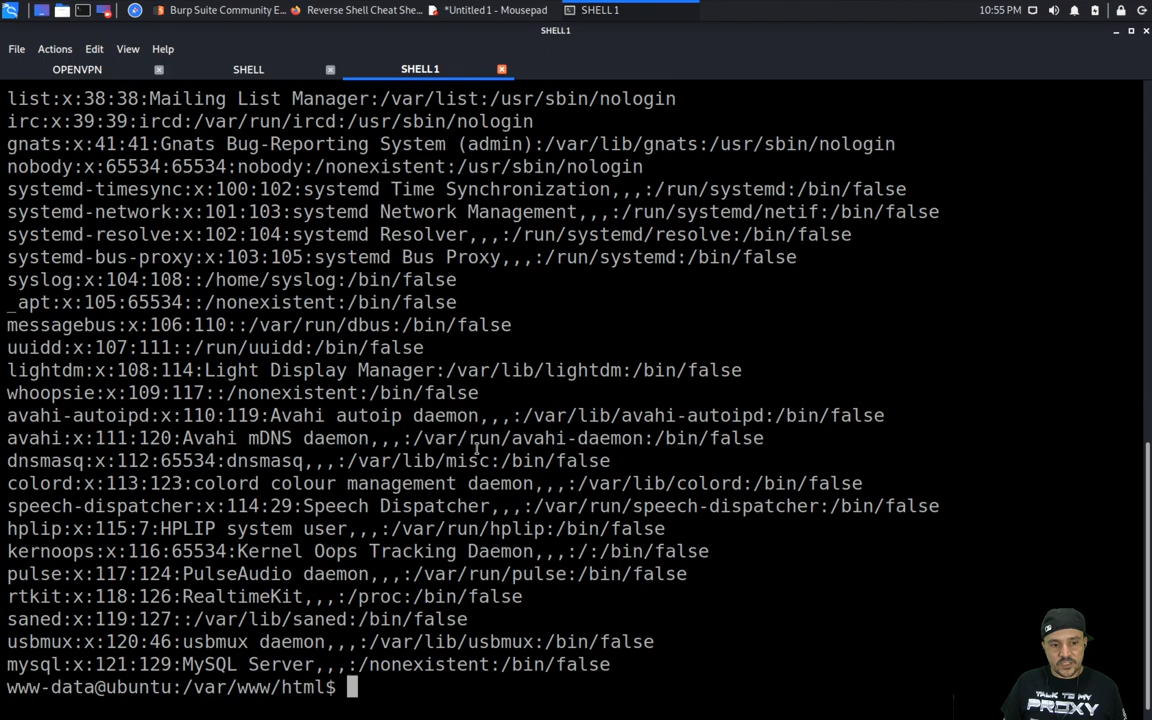 Burp Suite Community E...
Reverse Shell Cheat She...
*Untitled 1 - Mousepad
SHELL 1
10:55 PM
SHELL1
File Actions Edit View Help
OPENVPN
SHELL
SHELL1
list:x:38:38:Mailing List Manager:/var/list:/usr/sbin/nologin
irc:x:39:39:ircd:/var/run/ircd:/usr/sbin/nologin
gnats:x:41:41:Gnats Bug-Reporting System (admin):/var/lib/gnats:/usr/sbin/nologin
nobody:x:65534:65534:nobody:/nonexistent:/usr/sbin/nologin
systemd-timesync:x:100:102:systemd Time Synchronization,,,:/run/systemd:/bin/false
systemd-network:x:101:103:systemd Network Management,,,:/run/systemd/netif:/bin/false
systemd-resolve:x:102:104:systemd Resolver,,,:/run/systemd/resolve:/bin/false
systemd-bus-proxy:x:103:105:systemd Bus Proxy,,,:/run/systemd:/bin/false
syslog:x:104:108::/home/syslog:/bin/false
_apt:x:105:65534::/nonexistent:/bin/false
messagebus:x:106:110::/var/run/dbus:/bin/false
uuidd:x:107:111::/run/uuidd:/bin/false
lightdm:x:108:114:Light Display Manager:/var/lib/lightdm:/bin/false
whoopsie:x:109:117::/nonexistent:/bin/false
avahi-autoipd:x:110:119:Avahi autoip daemon,,,:/var/lib/avahi-autoipd:/bin/false
avahi:x:111:120:Avahi mDNS daemon,,,:/var/run/avahi-daemon:/bin/false
dnsmasq:x:112:65534:dnsmasq,,,:/var/lib/misc:/bin/false
colord:x:113:123:colord colour management daemon,,,:/var/lib/colord:/bin/false
speech-dispatcher:x:114:29:Speech Dispatcher,,,:/var/run/speech-dispatcher:/bin/false
hplip:x:115:7:HPLIP system user,,,:/var/run/hplip:/bin/false
kernoops:x:116:65534:Kernel Oops Tracking Daemon,,,:/:/bin/false
pulse:x:117:124:PulseAudio daemon,,,:/var/run/pulse:/bin/false
rtkit:x:118:126:RealtimeKit,,,:/proc:/bin/false
saned:x:119:127::/var/lib/saned:/bin/false
usbmux:x:120:46:usbmux daemon,,,:/var/lib/usbmux:/bin/false
mysql:x:121:129:MySQL Server,,,:/nonexistent:/bin/false
www-data@ubuntu:/var/www/html$
TALK TO MY
PROXY